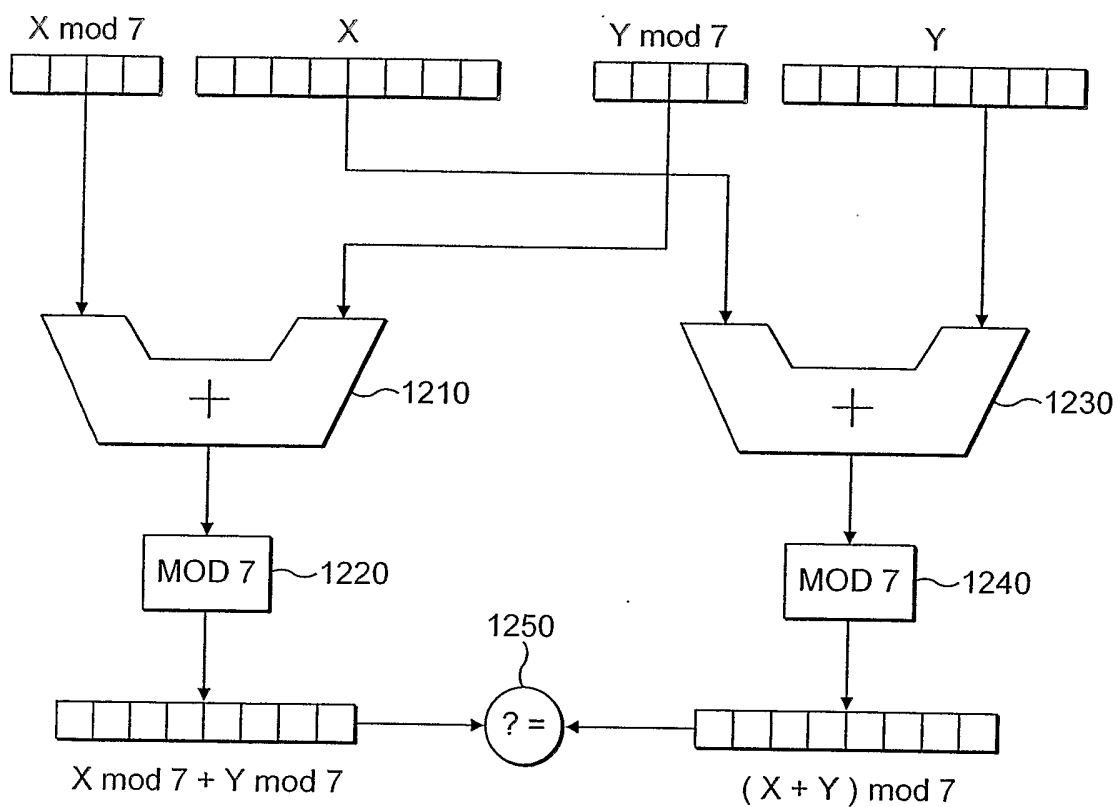 X mod 7
X
Y mod 7
Y
+
1210
+
1230
MOD 7
1220
MOD 7
1240
1250
? =
X mod 7 + Y mod 7
( X + Y ) mod 7